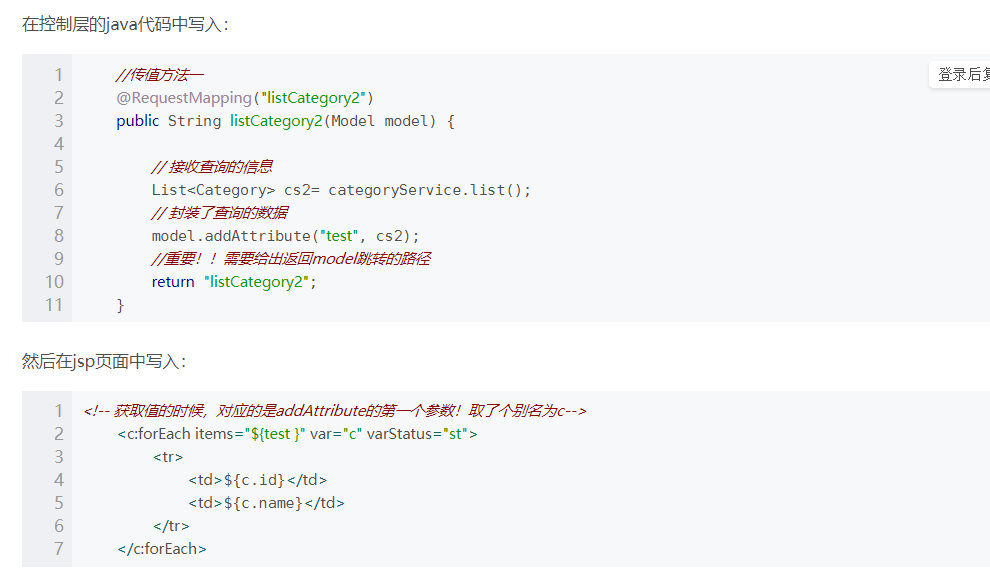 在控制层的java代码中写入：
1 //传值方法一
2 @RequestMapping("listCategory2")
登录后复
3 public String listCategory2(Model model) {
4
5 // 接收查询的信息
6 List<Category> cs2= categoryService.list();
7 // 封装了查询的数据
8 model.addAttribute("test", cs2);
9 //重要！！需要给出返回model跳转的路径
10 return "listCategory2";
11 }
然后在jsp页面中写入：
1 <!-- 获取值的时候，对应的是addAttribute的第一个参数！取了个别名为c-->
2 <c:forEach items="${test }" var="c" varStatus="st">
3 <tr>
4 <td>${c.id}</td>
5 <td>${c.name}</td>
6 </tr>
7 </c:forEach>